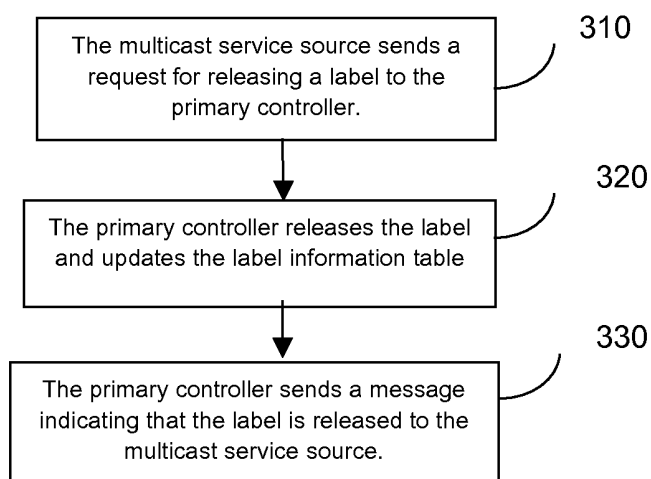 310
The multicast service source sends a
request for releasing a label to the
primary controller.
320
The primary controller releases the label
and updates the label information table
330
The primary controller sends a message
indicating that the label is released to the
multicast service source.